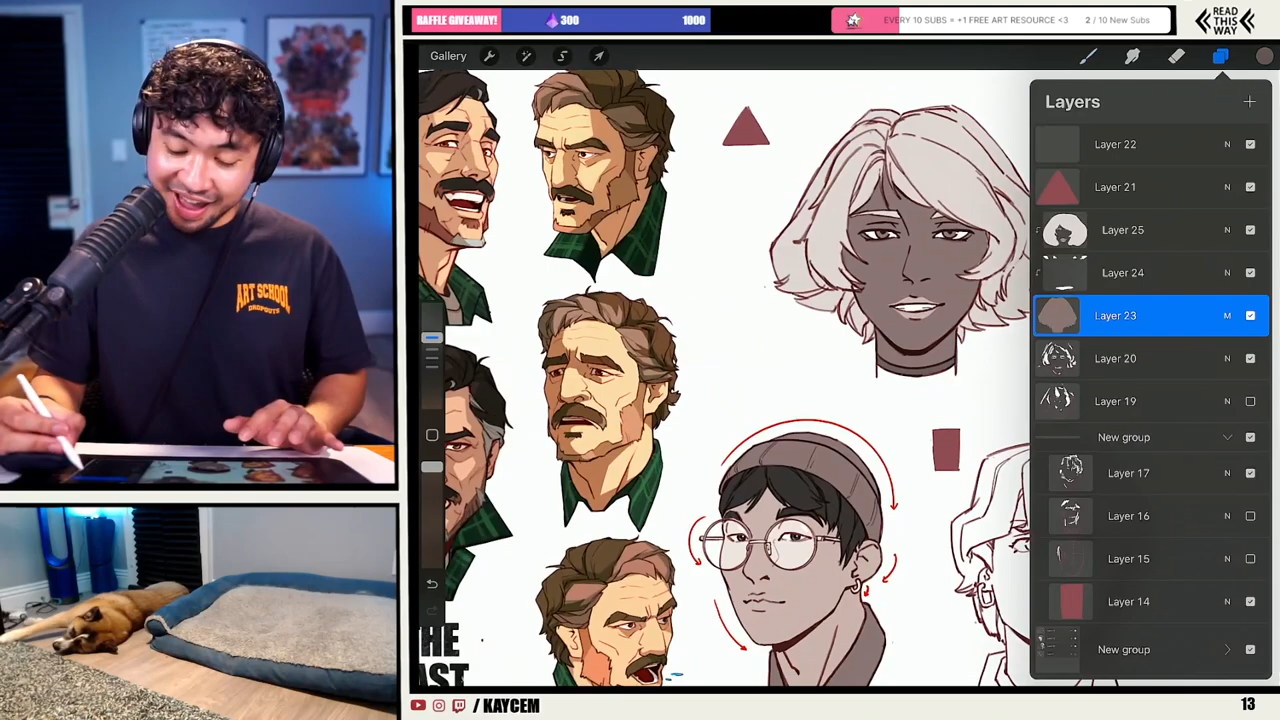 RAFFLE GIVEAWAY!
300
1000
EVERY 10 SUBS = +1 FREE ART RESOURCE <3
2 / 10 New Subs
READ
THIS
WAY
Gallery
Layers
Layer 22 N
Layer 21 N
Layer 25 N
Layer 24 N
Layer 23 M
Layer 20 N
Layer 19 N
New group
Layer 17 N
Layer 16 N
Layer 15 N
Layer 14 N
New group
ART SCHOOL
DROPOUTS
THE
LAST
/ KAYCEM
13